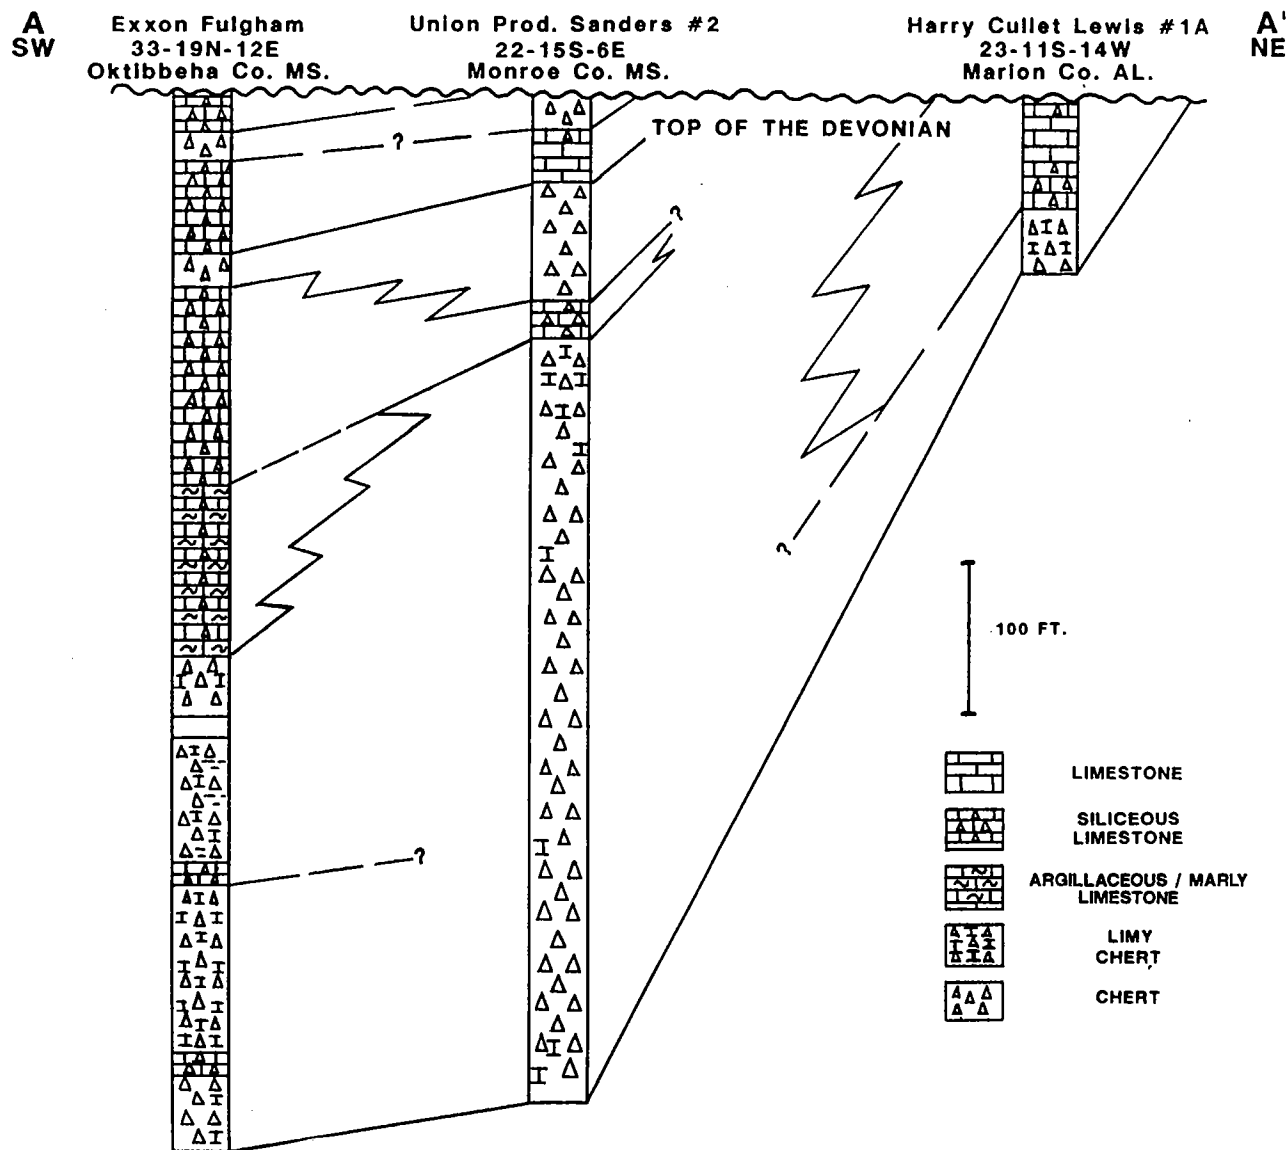 A
SW
Exxon Fulgham
33-19N-12E
Oktibbeha Co. MS.
Union Prod. Sanders #2
22-15S-6E
Monroe Co. MS.
Harry Cullet Lewis #1A
23-11S-14W
Marion Co. AL.
A'
NE
TOP OF THE DEVONIAN
?
?
?
?
100 FT.
LIMESTONE
SILICEOUS
LIMESTONE
ARGILLACEOUS / MARLY
LIMESTONE
LIMY
CHERT
CHERT